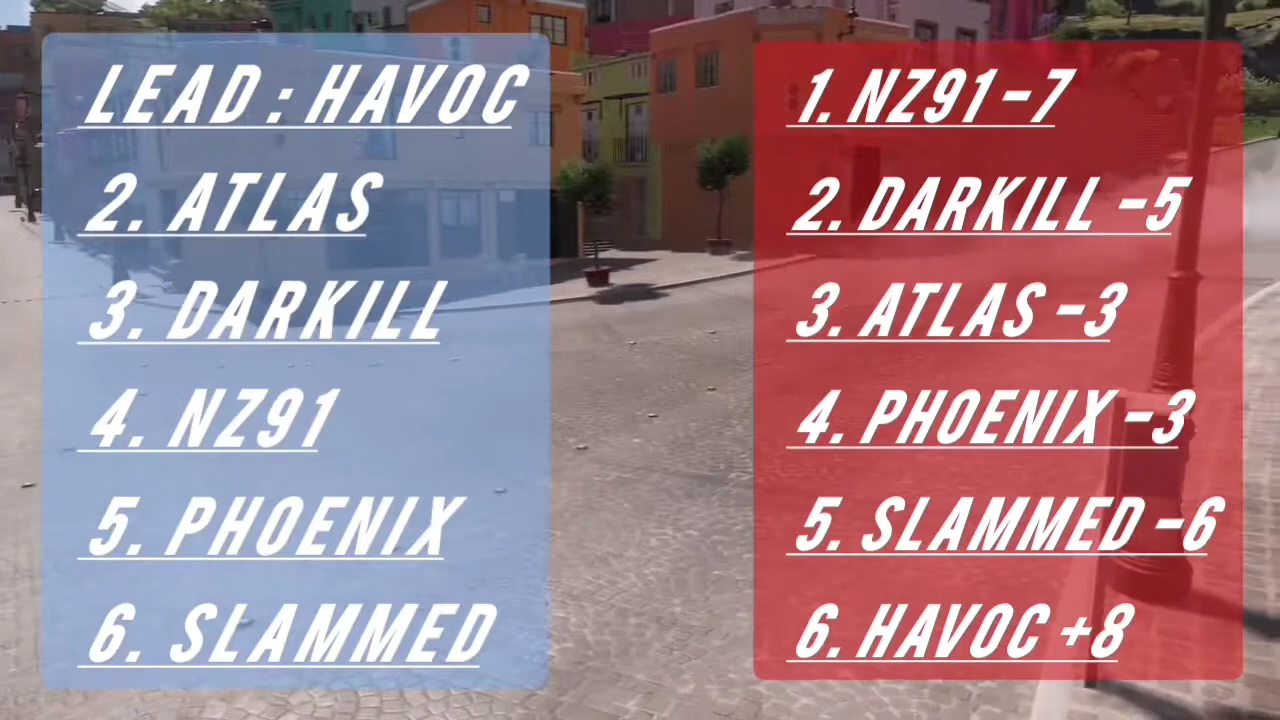 LEAD : HAVOC
2. ATLAS
3. DARKILL
4. NZ91
5. PHOENIX
6. SLAMMED
1. NZ91 -7
2. DARKILL -5
3. ATLAS -3
4. PHOENIX -3
5. SLAMMED -6
6. HAVOC +8